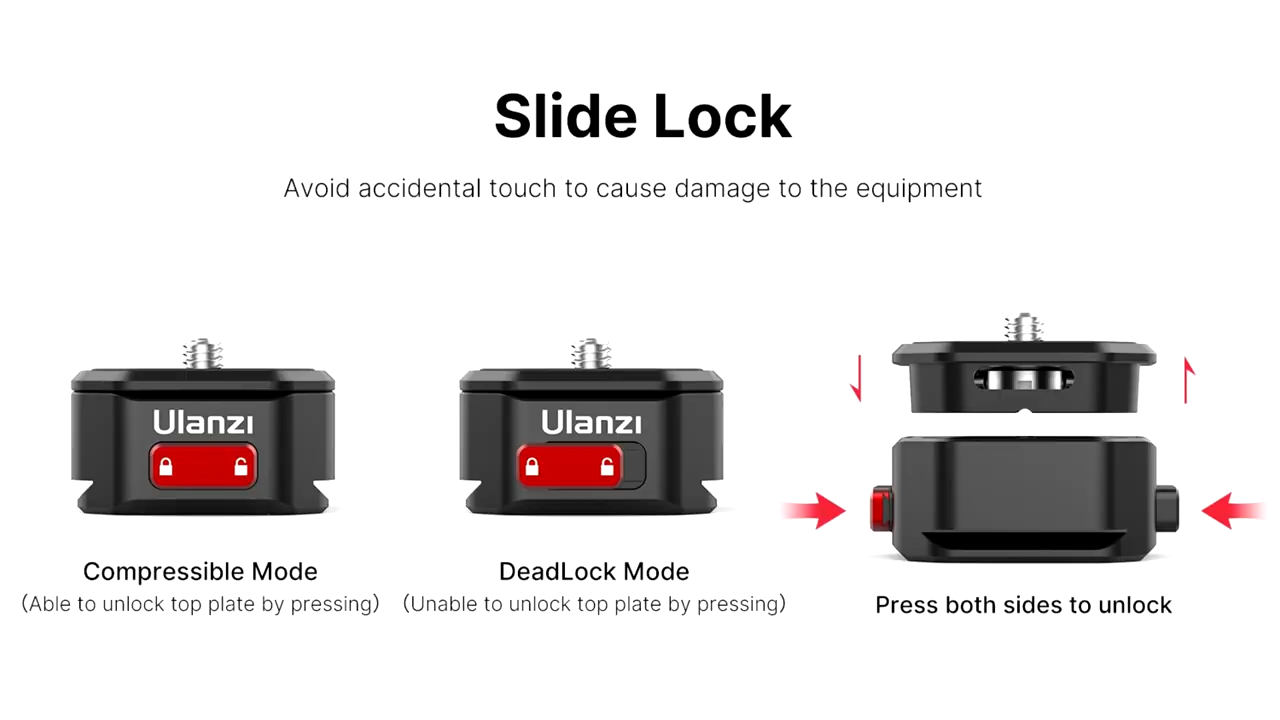 Slide Lock
Avoid accidental touch to cause damage to the equipment
Ulanzi
Ulanzi
Compressible Mode
(Able to unlock top plate by pressing)
DeadLock Mode
(Unable to unlock top plate by pressing)
Press both sides to unlock